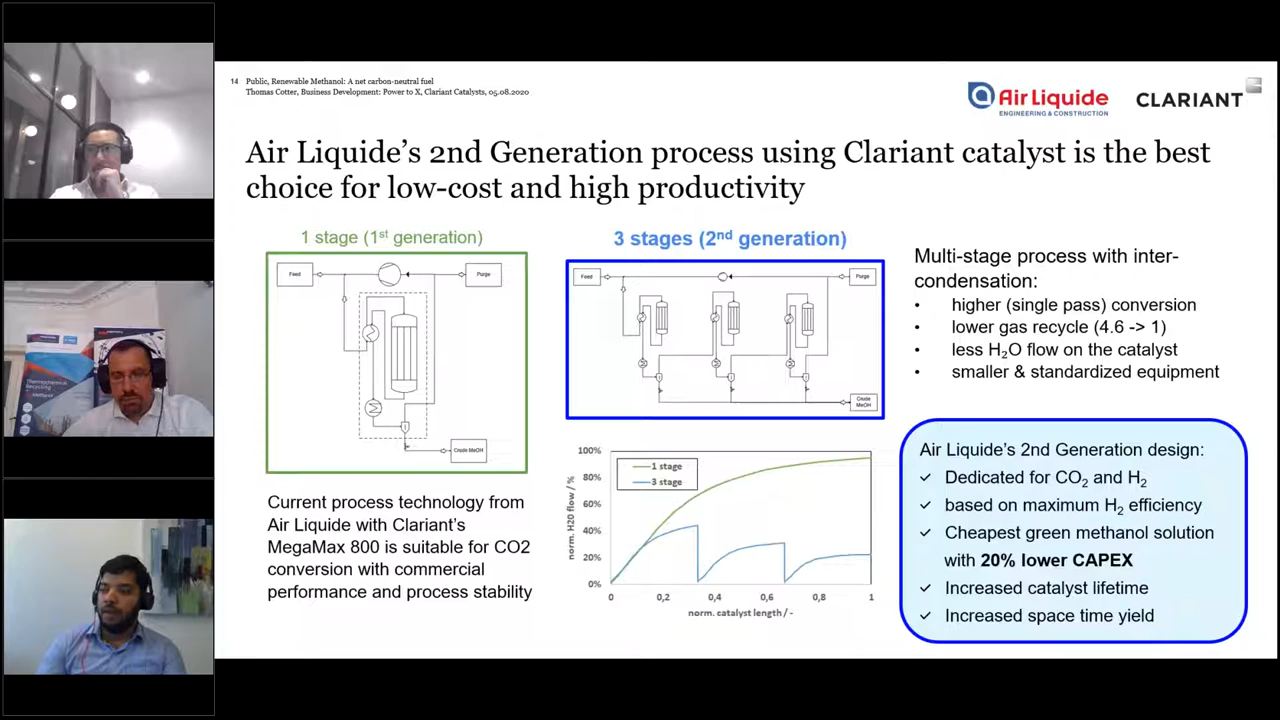 14 Public, Renewable Methanol: A net carbon-neutral fuel
Thomas Cotter, Business Development: Power to X, Clariant Catalysts, 05.08.2020
Air Liquide
ENGINEERING & CONSTRUCTION
CLARIANT
Air Liquide's 2nd Generation process using Clariant catalyst is the best
choice for low-cost and high productivity
1 stage (1st generation)
Feed
Purge
Crude MeOH
Current process technology from
Air Liquide with Clariant's
MegaMax 800 is suitable for CO2
conversion with commercial
performance and process stability
3 stages (2nd generation)
Feed
Purge
Crude
MeOH
norm. H20 flow / %
100%
80%
60%
40%
20%
0%
1 stage
3 stage
0 0,2 0,4 0,6 0,8 1
norm. catalyst length / -
Multi-stage process with inter-
condensation:
• higher (single pass) conversion
• lower gas recycle (4.6 -> 1)
• less H₂O flow on the catalyst
• smaller & standardized equipment
Air Liquide's 2nd Generation design:
✓ Dedicated for CO₂ and H₂
✓ based on maximum H₂ efficiency
✓ Cheapest green methanol solution
with 20% lower CAPEX
✓ Increased catalyst lifetime
✓ Increased space time yield
Thermochemical
Recycling
Methanol